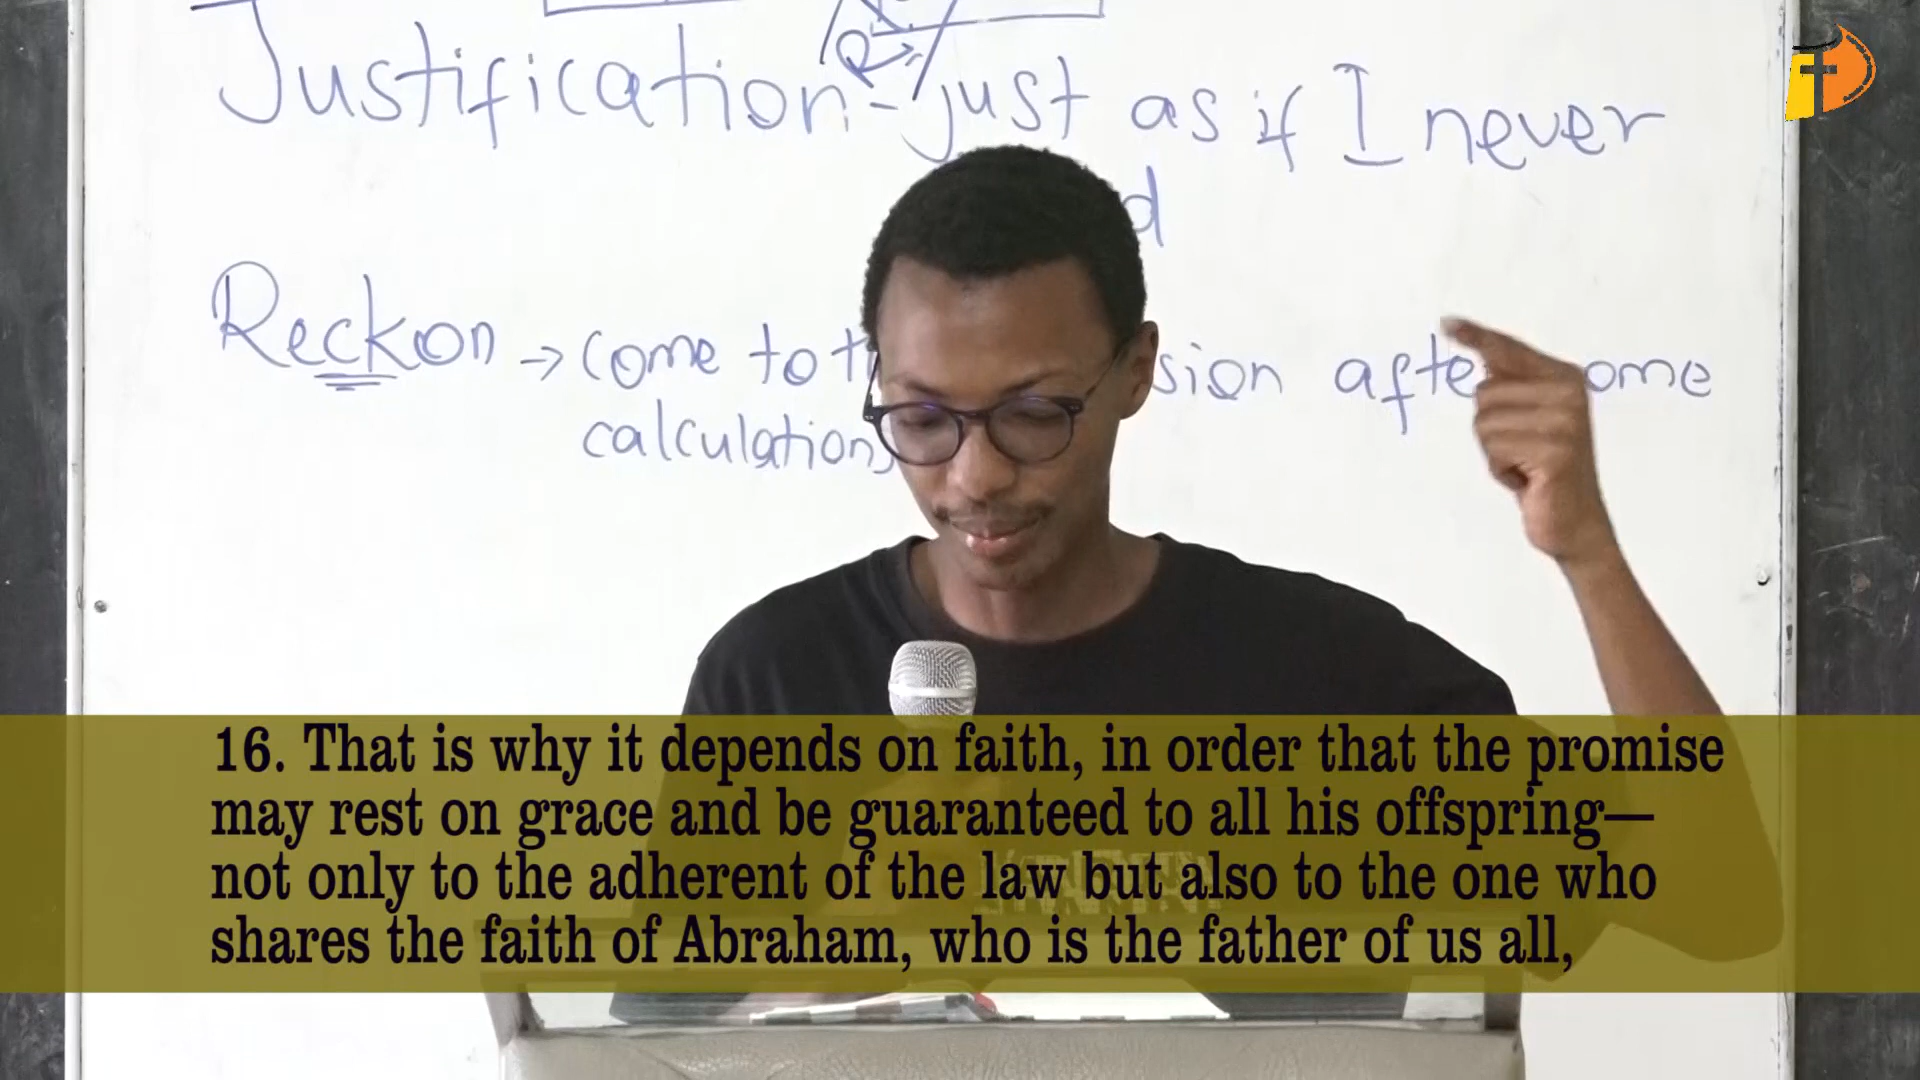 Justification - just as if I never
Reckon → come to after
calculations
16. That is why it depends on faith, in order that the promise
may rest on grace and be guaranteed to all his offspring—
not only to the adherent of the law but also to the one who
shares the faith of Abraham, who is the father of us all,